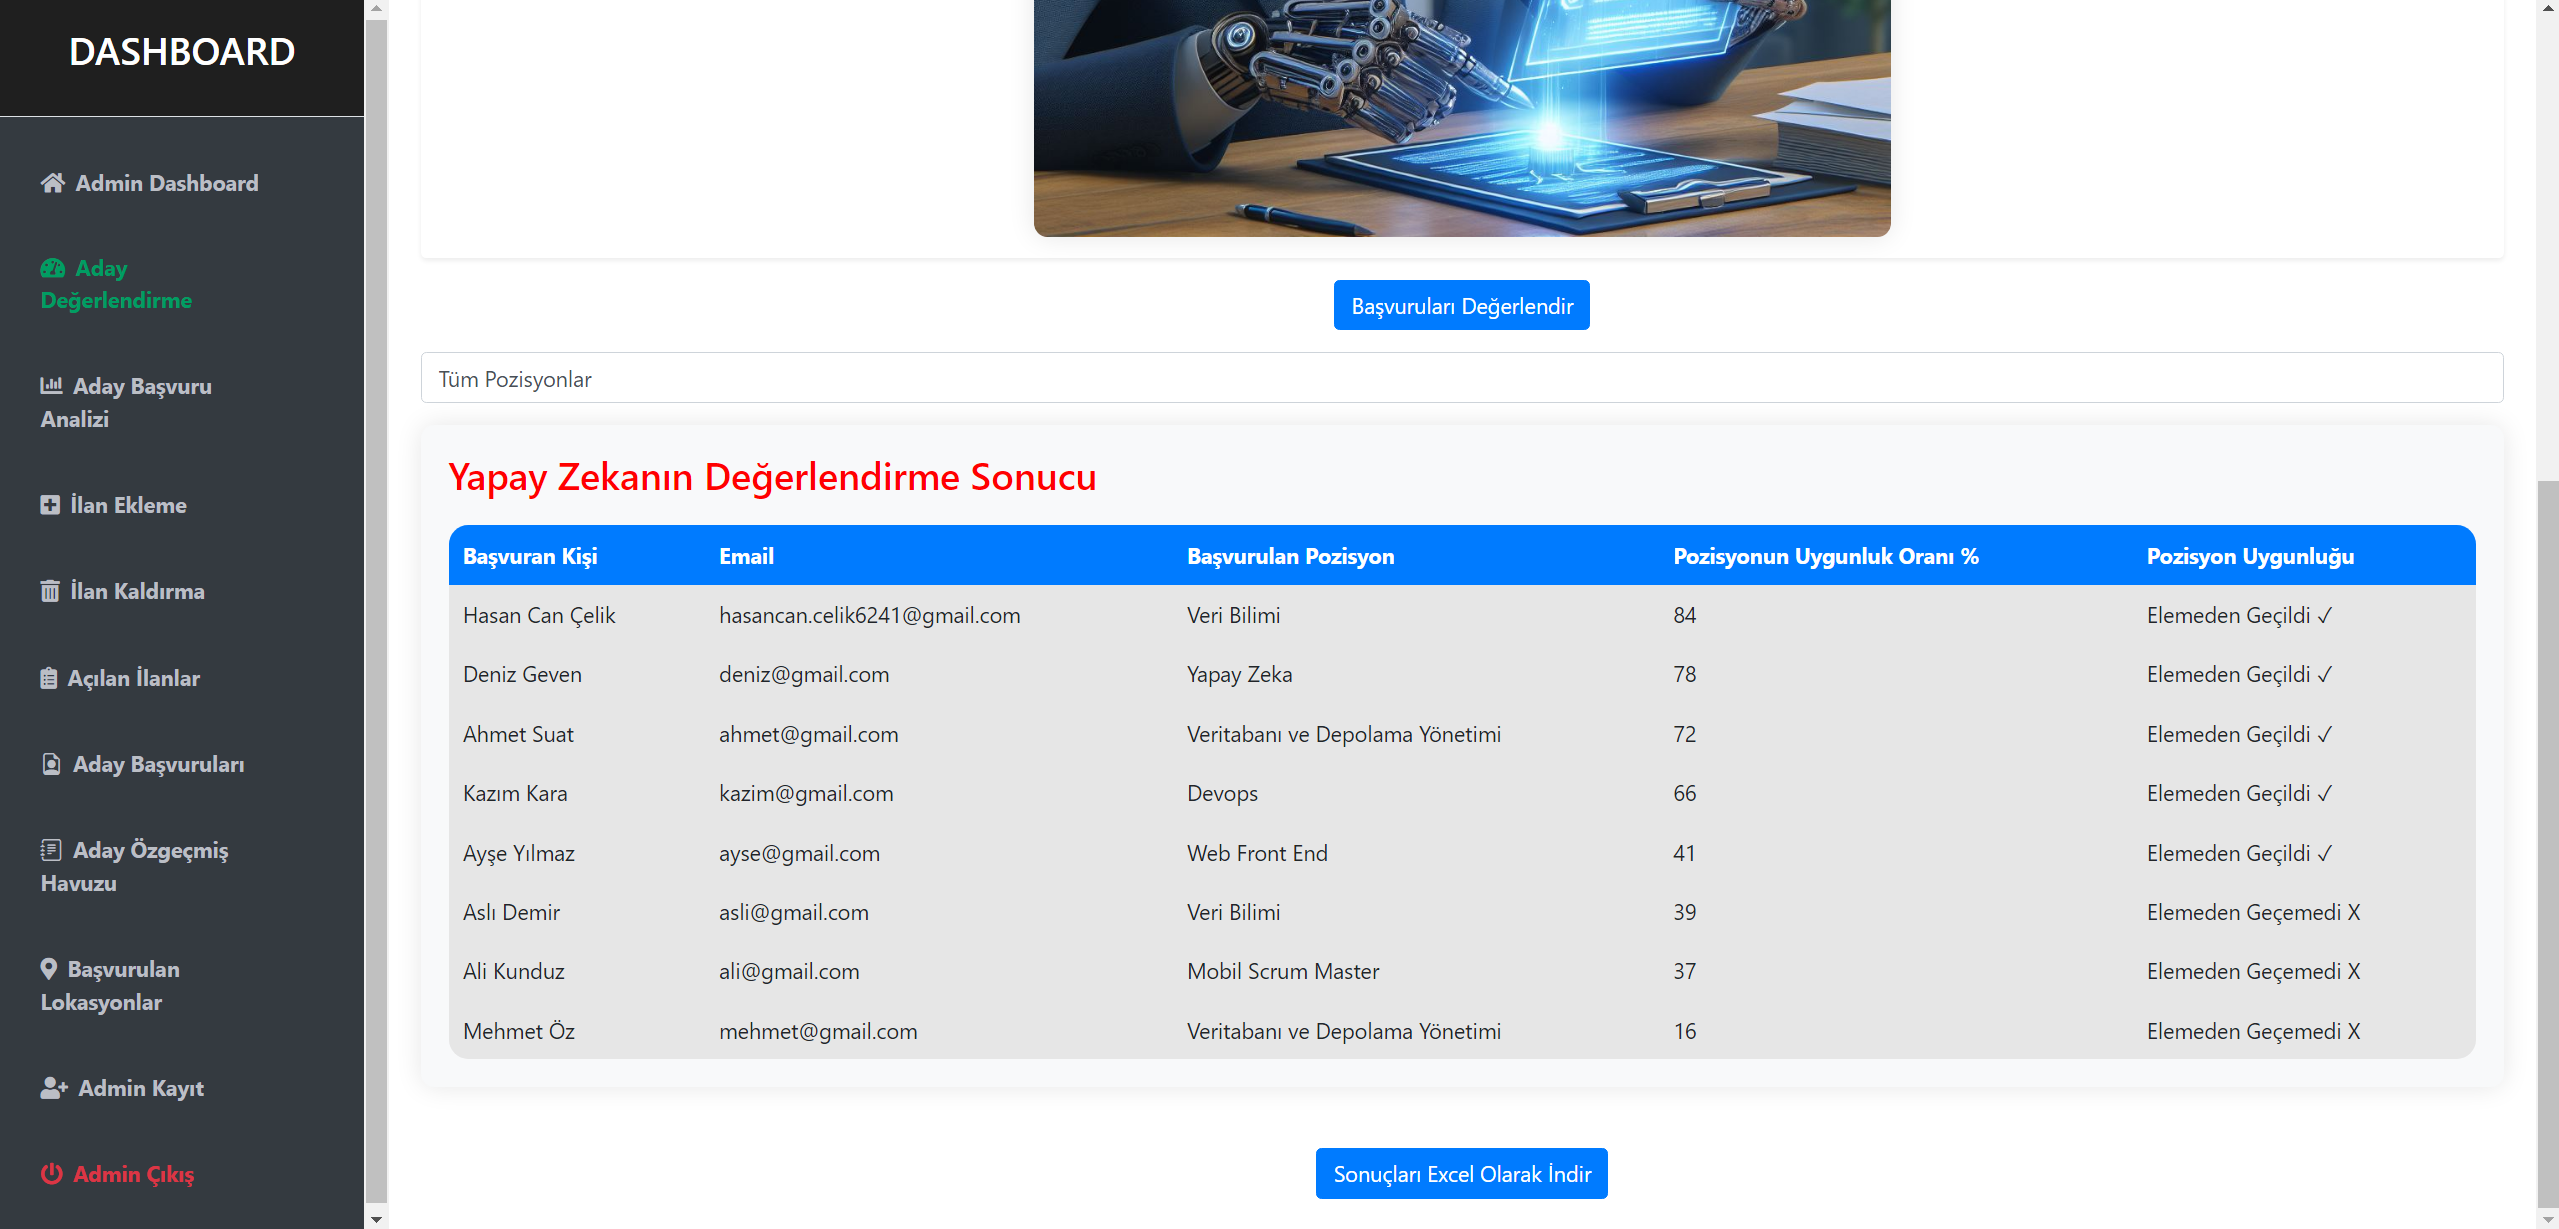 DASHBOARD
Admin Dashboard
Aday
Değerlendirme
Aday Başvuru
Analizi
İlan Ekleme
İlan Kaldırma
Açılan İlanlar
Aday Başvuruları
Aday Özgeçmiş
Havuzu
Başvurulan
Lokasyonlar
Admin Kayıt
Admin Çıkış
Başvuruları Değerlendir
Tüm Pozisyonlar
Yapay Zekanın Değerlendirme Sonucu
Başvuran Kişi Email Başvurulan Pozisyon Pozisyonun Uygunluk Oranı % Pozisyon Uygunluğu
Hasan Can Çelik hasancan.celik6241@gmail.com Veri Bilimi 84 Elemeden Geçildi ✓
Deniz Geven deniz@gmail.com Yapay Zeka 78 Elemeden Geçildi ✓
Ahmet Suat ahmet@gmail.com Veritabanı ve Depolama Yönetimi 72 Elemeden Geçildi ✓
Kazım Kara kazim@gmail.com Devops 66 Elemeden Geçildi ✓
Ayşe Yılmaz ayse@gmail.com Web Front End 41 Elemeden Geçildi ✓
Aslı Demir asli@gmail.com Veri Bilimi 39 Elemeden Geçemedi X
Ali Kunduz ali@gmail.com Mobil Scrum Master 37 Elemeden Geçemedi X
Mehmet Öz mehmet@gmail.com Veritabanı ve Depolama Yönetimi 16 Elemeden Geçemedi X
Sonuçları Excel Olarak İndir